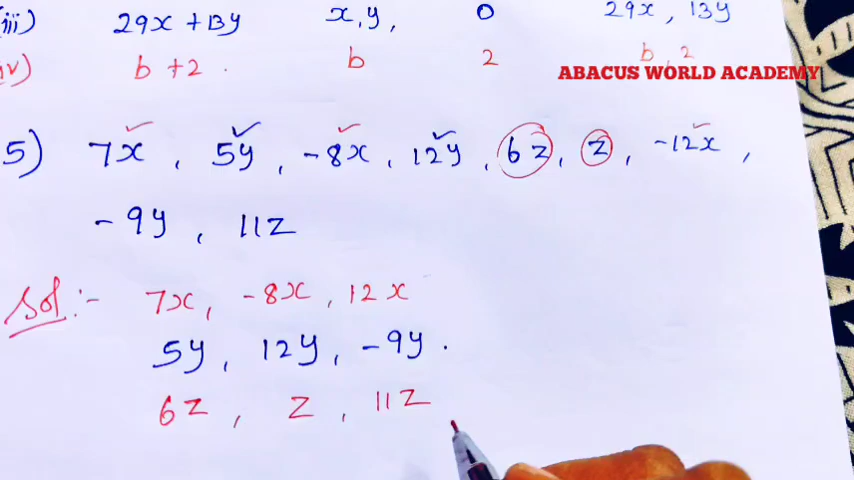 (iii) 29x + 13y x, y, 0 29x, 13y
(iv) b + 2 . b 2 b, 2
ABACUS WORLD ACADEMY
5) 7x, 5y, -8x, 12y, 6z, z, -12x,
-9y, 11z
Sol:- 7x, -8x, 12x
5y, 12y, -9y.
6z, z, 11z